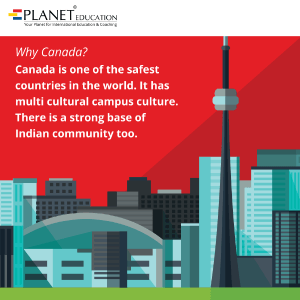 PLANET EDUCATION
Your Planet for International Education & Coaching
Why Canada?
Canada is one of the safest
countries in the world. It has
multi cultural campus culture.
There is a strong base of
Indian community too.